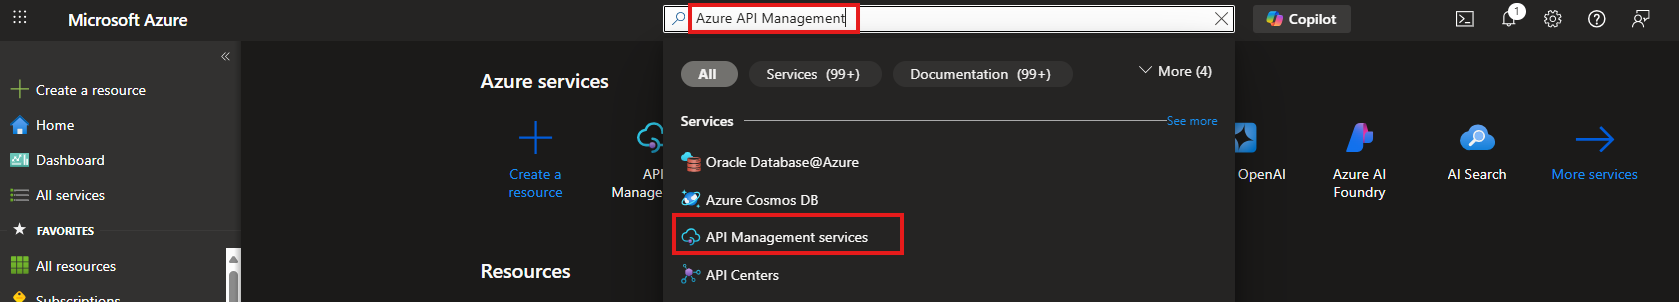 Microsoft Azure
Azure API Management
Copilot
1
Create a resource
Home
Dashboard
All services
FAVORITES
All resources
Subscriptions
Azure services
Create a
resource
API
Manage
All
Services (99+)
Documentation (99+)
More (4)
Services
See more
Oracle Database@Azure
Azure Cosmos DB
API Management services
API Centers
OpenAI
Azure AI
Foundry
AI Search
More services
Resources